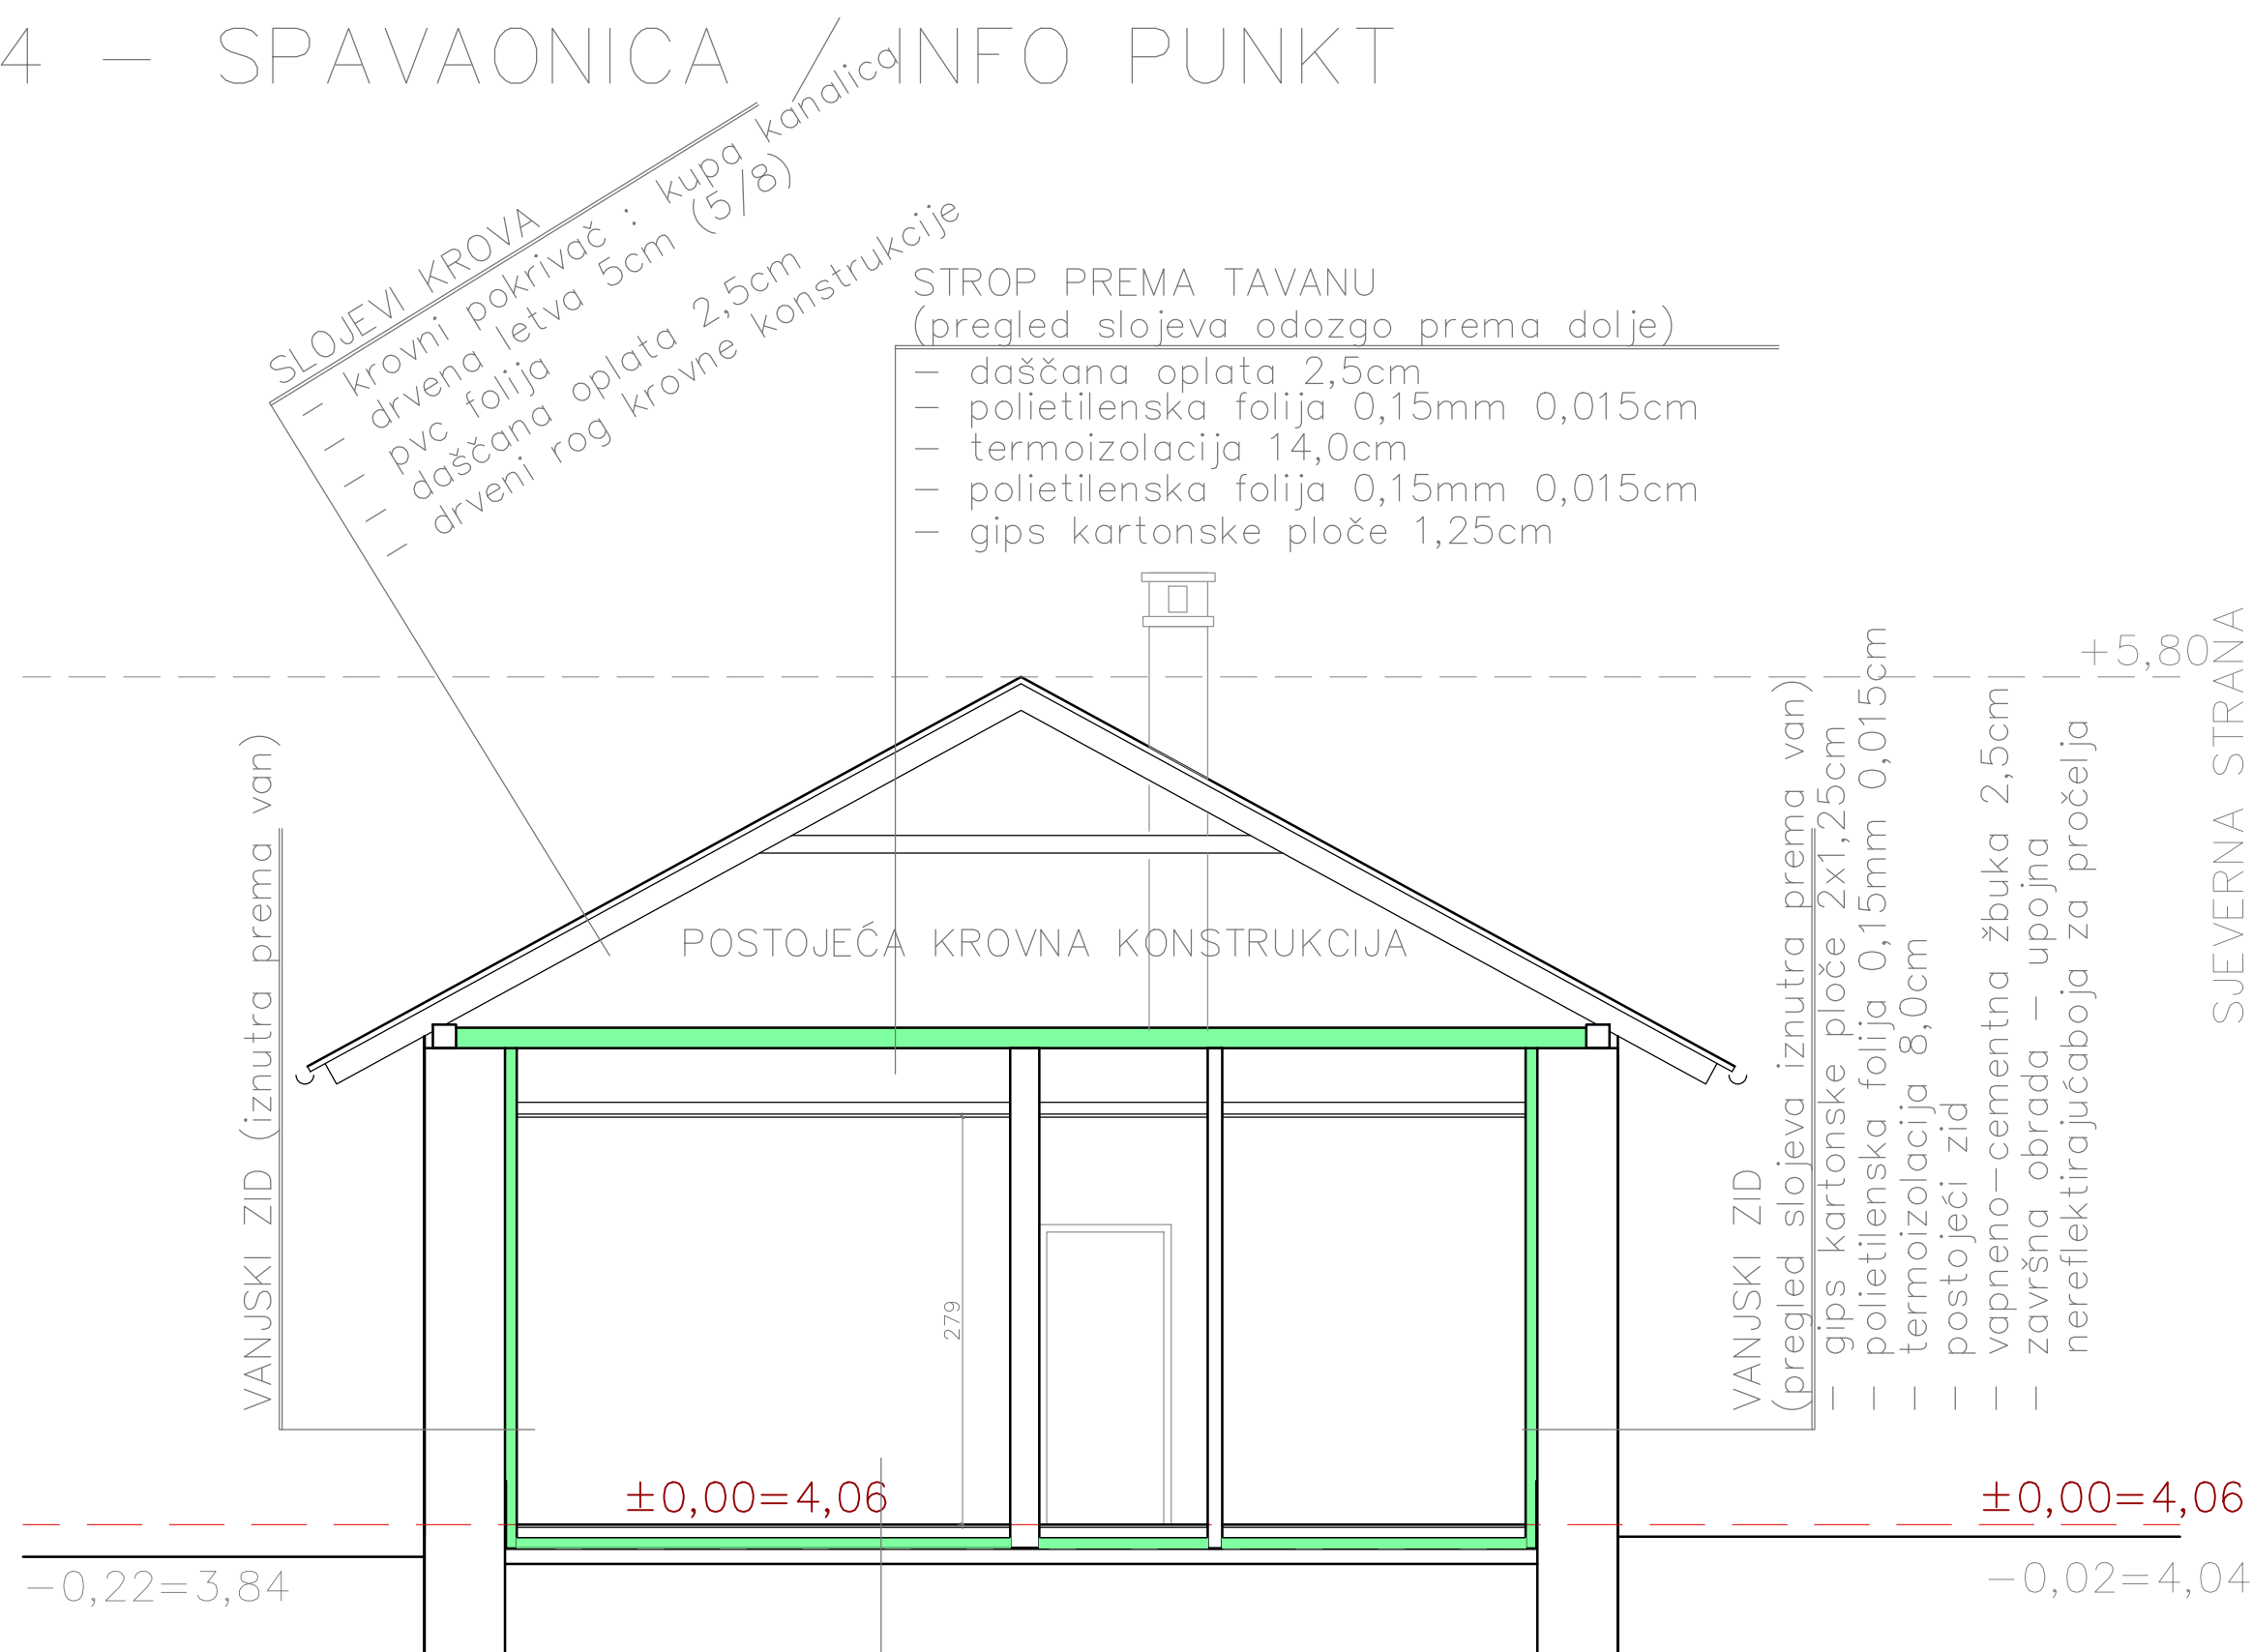 4 – SPAVAONICA / INFO PUNKT
SLOJEVI KROVA
– krovni pokrivač : kupa kanalica
– drvena letva 5cm (5/8)
– pvc folija
– daščana oplata 2,5cm
– drveni rog krovne konstrukcije
STROP PREMA TAVANU
(pregled slojeva odozgo prema dolje)
– daščana oplata 2,5cm
– polietilenska folija 0,15mm 0,015cm
– termoizolacija 14,0cm
– polietilenska folija 0,15mm 0,015cm
– gips kartonske ploče 1,25cm
+5,80
SJEVERNA STRANA
POSTOJEĆA KROVNA KONSTRUKCIJA
VANJSKI ZID (iznutra prema van)
279
VANJSKI ZID
(pregled slojeva iznutra prema van)
– gips kartonske ploče 2x1,25cm
– polietilenska folija 0,15mm 0,015cm
– termoizolacija 8,0cm
– postojeći zid
– vapneno–cementna žbuka 2,5cm
– završna obrada – upojna
nereflektirajućaboja za pročelja
±0,00=4,06
±0,00=4,06
–0,22=3,84
–0,02=4,04